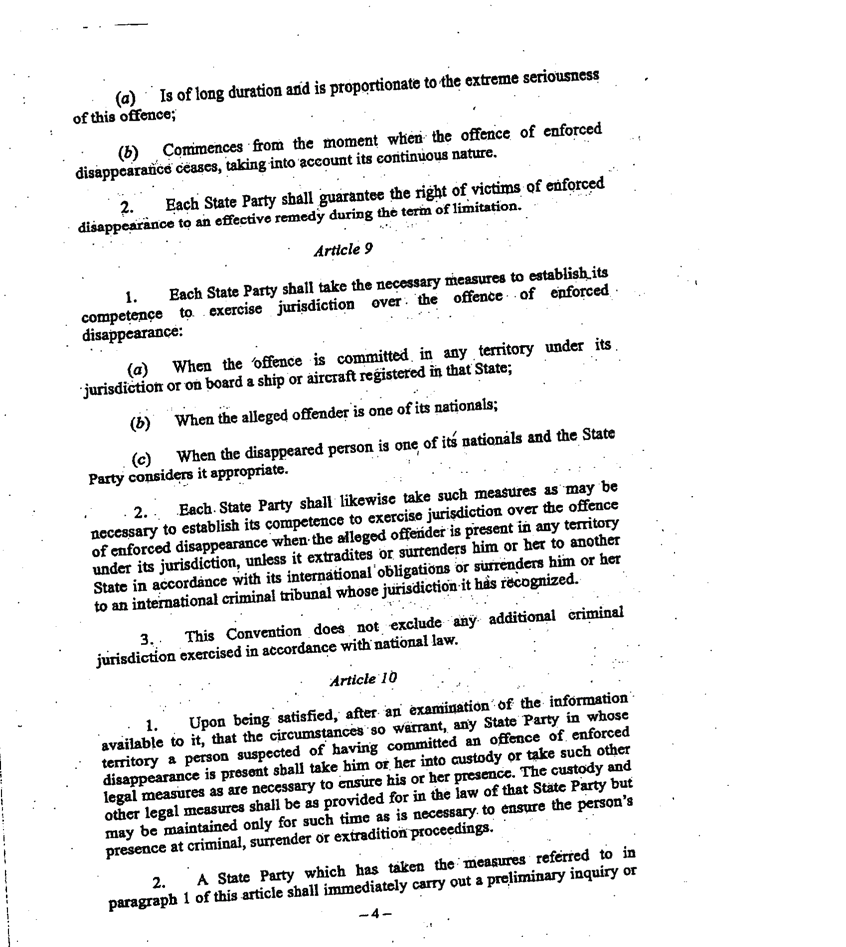 (a) Is of long duration and is proportionate to the extreme seriousness
of this offence;
(b) Commences from the moment when the offence of enforced
disappearance ceases, taking into account its continuous nature.
2. Each State Party shall guarantee the right of victims of enforced
disappearance to an effective remedy during the term of limitation.
Article 9
1. Each State Party shall take the necessary measures to establish its
competence to exercise jurisdiction over the offence of enforced
disappearance:
(a) When the offence is committed in any territory under its
jurisdiction or on board a ship or aircraft registered in that State;
(b) When the alleged offender is one of its nationals;
(c) When the disappeared person is one of its nationals and the State
Party considers it appropriate.
2. Each State Party shall likewise take such measures as may be
necessary to establish its competence to exercise jurisdiction over the offence
of enforced disappearance when the alleged offender is present in any territory
under its jurisdiction, unless it extradites or surrenders him or her to another
State in accordance with its international obligations or surrenders him or her
to an international criminal tribunal whose jurisdiction it has recognized.
3. This Convention does not exclude any additional criminal
jurisdiction exercised in accordance with national law.
Article 10
1. Upon being satisfied, after an examination of the information
available to it, that the circumstances so warrant, any State Party in whose
territory a person suspected of having committed an offence of enforced
disappearance is present shall take him or her into custody or take such other
legal measures as are necessary to ensure his or her presence. The custody and
other legal measures shall be as provided for in the law of that State Party but
may be maintained only for such time as is necessary to ensure the person's
presence at criminal, surrender or extradition proceedings.
2. A State Party which has taken the measures referred to in
paragraph 1 of this article shall immediately carry out a preliminary inquiry or
–4–